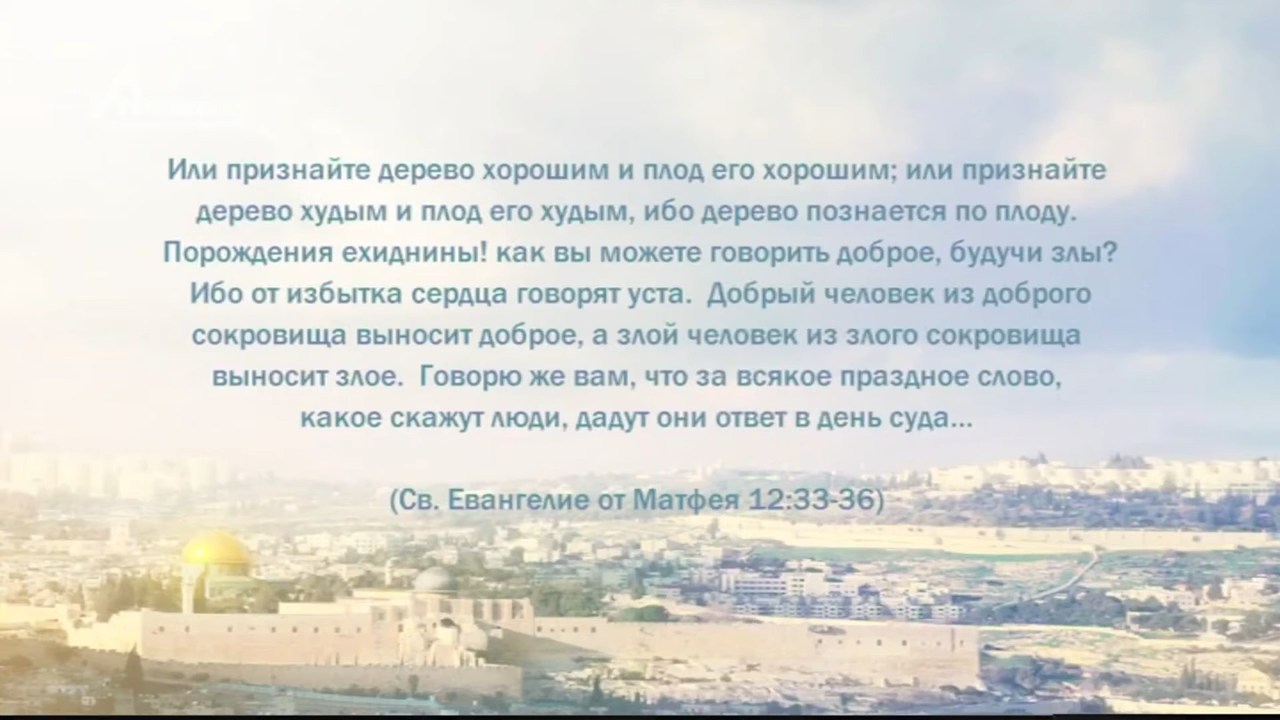 Или признайте дерево хорошим и плод его хорошим; или признайте
дерево худым и плод его худым, ибо дерево познается по плоду.
Порождения ехиднины! как вы можете говорить доброе, будучи злы?
Ибо от избытка сердца говорят уста.  Добрый человек из доброго
сокровища выносит доброе, а злой человек из злого сокровища
выносит злое.  Говорю же вам, что за всякое праздное слово,
какое скажут люди, дадут они ответ в день суда...
(Св. Евангелие от Матфея 12:33-36)